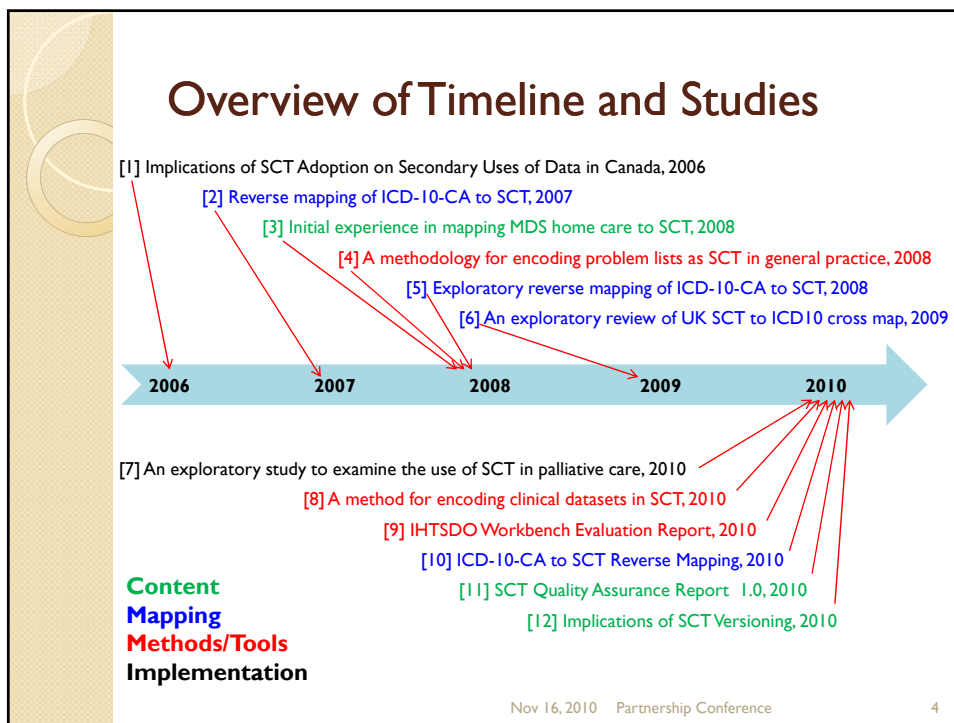 Overview of Timeline and Studies
[1] Implications of SCT Adoption on Secondary Uses of Data in Canada, 2006
[2] Reverse mapping of ICD-10-CA to SCT, 2007
[3] Initial experience in mapping MDS home care to SCT, 2008
[4] A methodology for encoding problem lists as SCT in general practice, 2008
[5] Exploratory reverse mapping of ICD-10-CA to SCT, 2008
[6] An exploratory review of UK SCT to ICD10 cross map, 2009
2006 2007 2008 2009 2010
[7] An exploratory study to examine the use of SCT in palliative care, 2010
[8] A method for encoding clinical datasets in SCT, 2010
[9] IHTSDO Workbench Evaluation Report, 2010
[10] ICD-10-CA to SCT Reverse Mapping, 2010
[11] SCT Quality Assurance Report 1.0, 2010
[12] Implications of SCT Versioning, 2010
Content
Mapping
Methods/Tools
Implementation
Nov 16, 2010 Partnership Conference 4